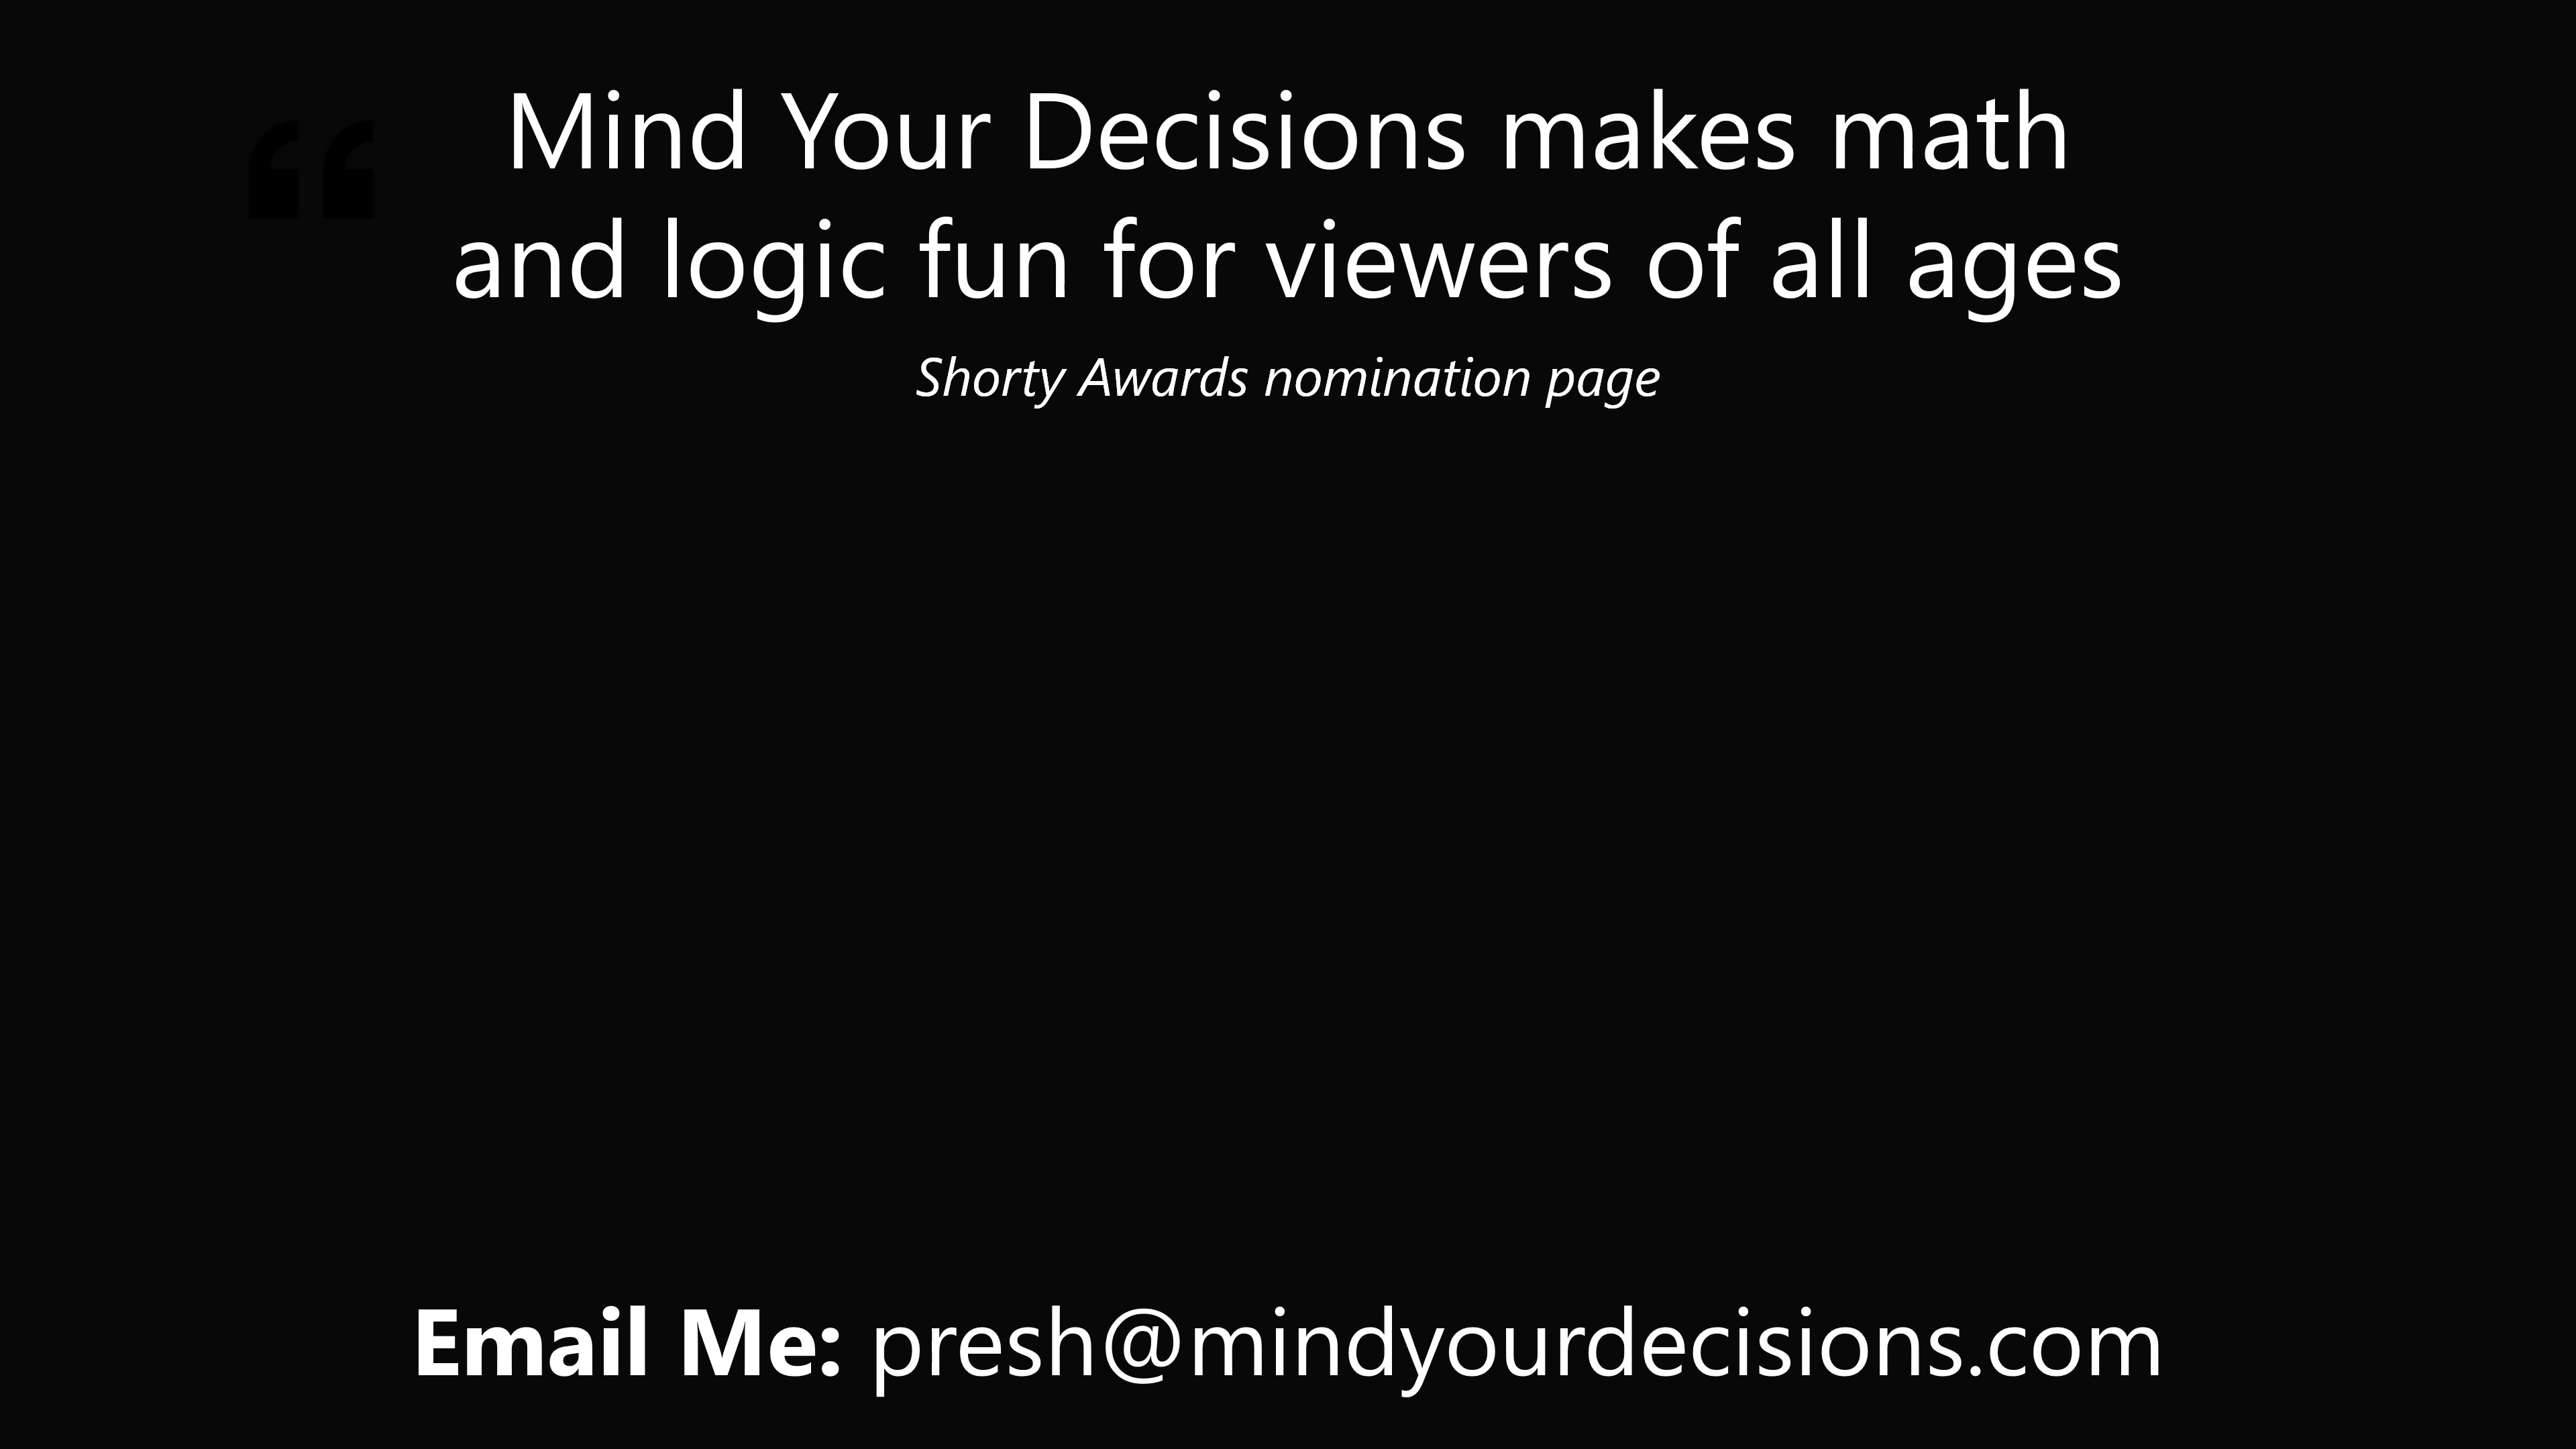 “
Mind Your Decisions makes math
and logic fun for viewers of all ages
Shorty Awards nomination page
Email Me: presh@mindyourdecisions.com